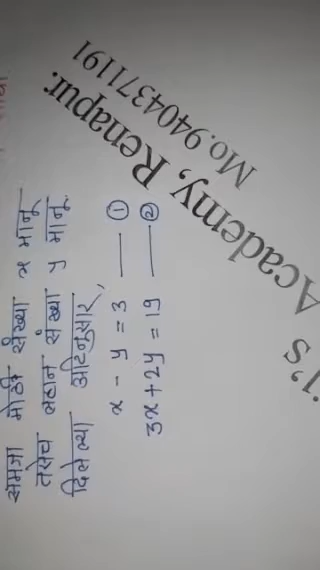 समजा मोठी संख्या x मानू
तसेच लहान संख्या y मानू.
दिलेल्या अटिनुसार,
x - y = 3 —— ①
3x + 2y = 19 —— ②
Academy, Renapur.
Mo.9404371191